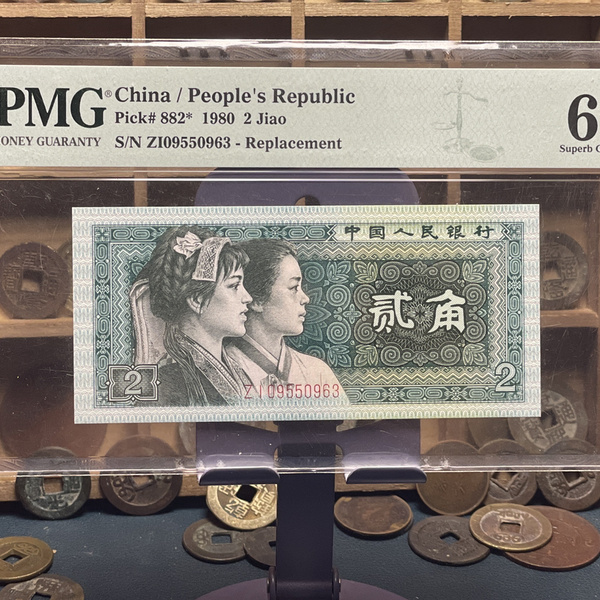 PMG® China / People's Republic
Pick# 882* 1980 2 Jiao
MONEY GUARANTY S/N ZI09550963 - Replacement
6
Superb
中国人民银行
贰角
2
2
ZI09550963